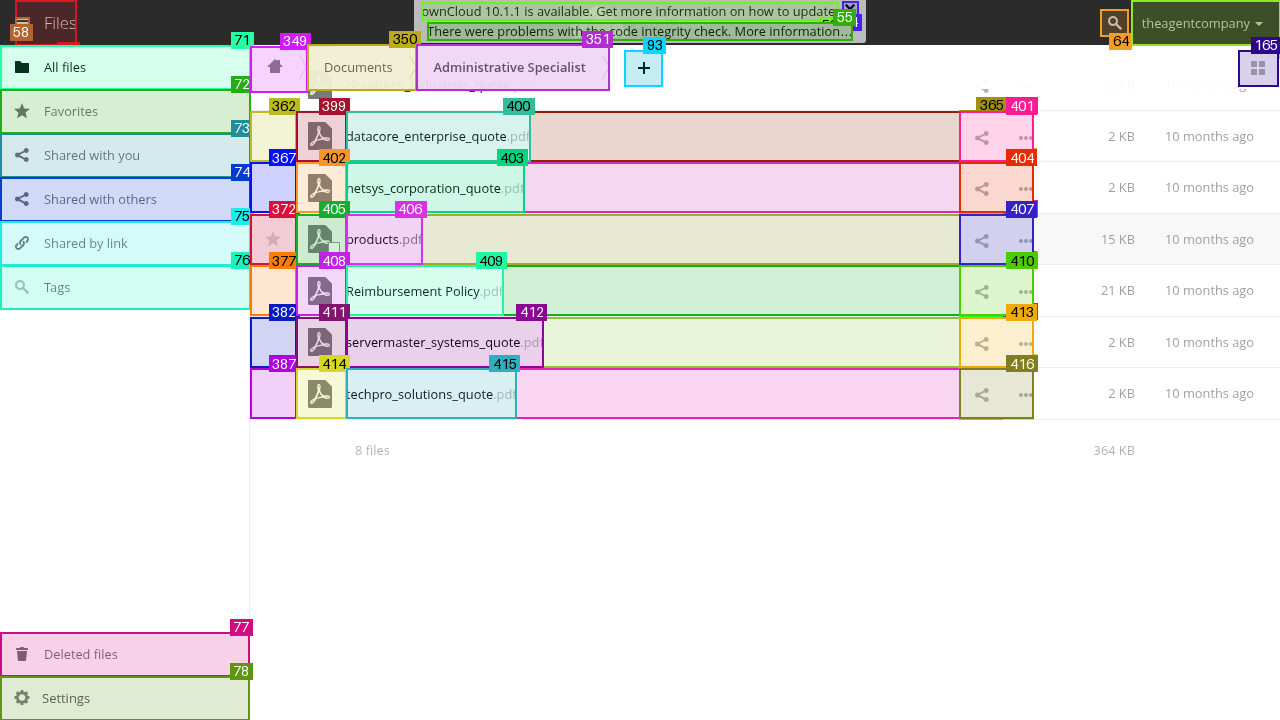 ownCloud 10.1.1 is available. Get more information on how to update.
55
There were problems with the code integrity check. More information...
Files
58
theagentcompany
64
71
349
350
351
93
165
All files
Documents
Administrative Specialist
+
72
Favorites
362
399
400
365
401
datacore_enterprise_quote.pdf
2 KB
10 months ago
73
Shared with you
367
402
403
404
netsys_corporation_quote.pdf
2 KB
10 months ago
74
Shared with others
372
405
406
407
products.pdf
15 KB
10 months ago
75
Shared by link
377
408
409
410
Reimbursement Policy.pdf
21 KB
10 months ago
76
Tags
382
411
412
413
servermaster_systems_quote.pdf
2 KB
10 months ago
387
414
415
416
techpro_solutions_quote.pdf
2 KB
10 months ago
8 files
364 KB
77
Deleted files
78
Settings